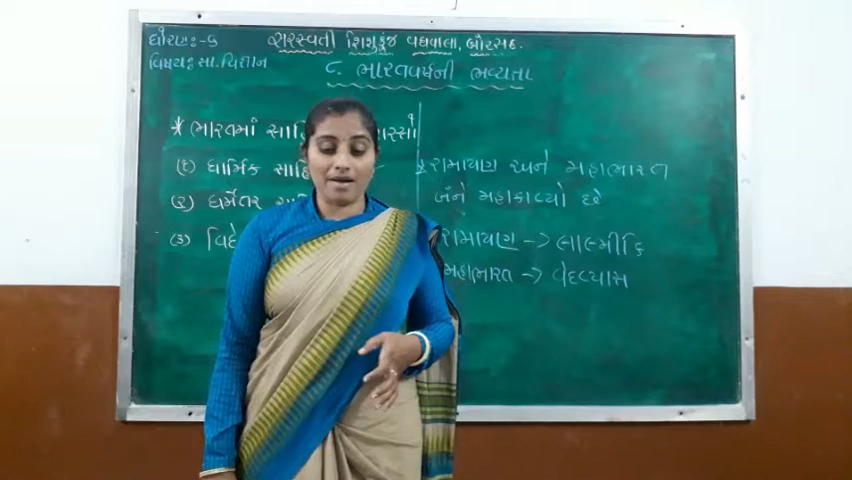 ધોરણ:- ૬
સરસ્વતી શિશુકુંજ વઘવાલા, બોરસદ.
વિષય: સા. વિજ્ઞાન
૮. ભારતવર્ષની ભવ્યતા
* ભારતમાં
(૧) ધાર્મિક
(૨) ધર્મેતર
(૩)
* રામાયણ અને મહાભારત
બંને મહાકાવ્યો છે
રામાયણ → વાલ્મીકિ
મહાભારત → વેદવ્યાસ